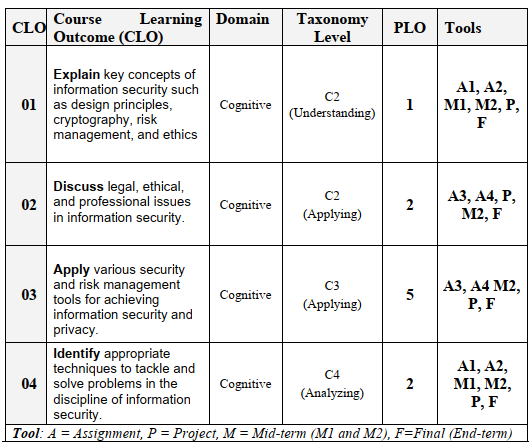 CLO Course Learning Outcome (CLO) Domain Taxonomy Level PLO Tools
01
Explain key concepts of
information security such
as design principles,
cryptography, risk
management, and ethics
Cognitive
C2
(Understanding)
1
A1, A2,
M1, M2, P,
F
02
Discuss legal, ethical,
and professional issues
in information security.
Cognitive
C2
(Applying)
2
A3, A4, P,
M2, F
03
Apply various security
and risk management
tools for achieving
information security and
privacy.
Cognitive
C3
(Applying)
5
A3, A4 M2,
P, F
04
Identify appropriate
techniques to tackle and
solve problems in the
discipline of information
security.
Cognitive
C4
(Analyzing)
2
A1, A2,
M1, M2,
P, F
Tool: A = Assignment, P = Project, M = Mid-term (M1 and M2), F=Final (End-term)